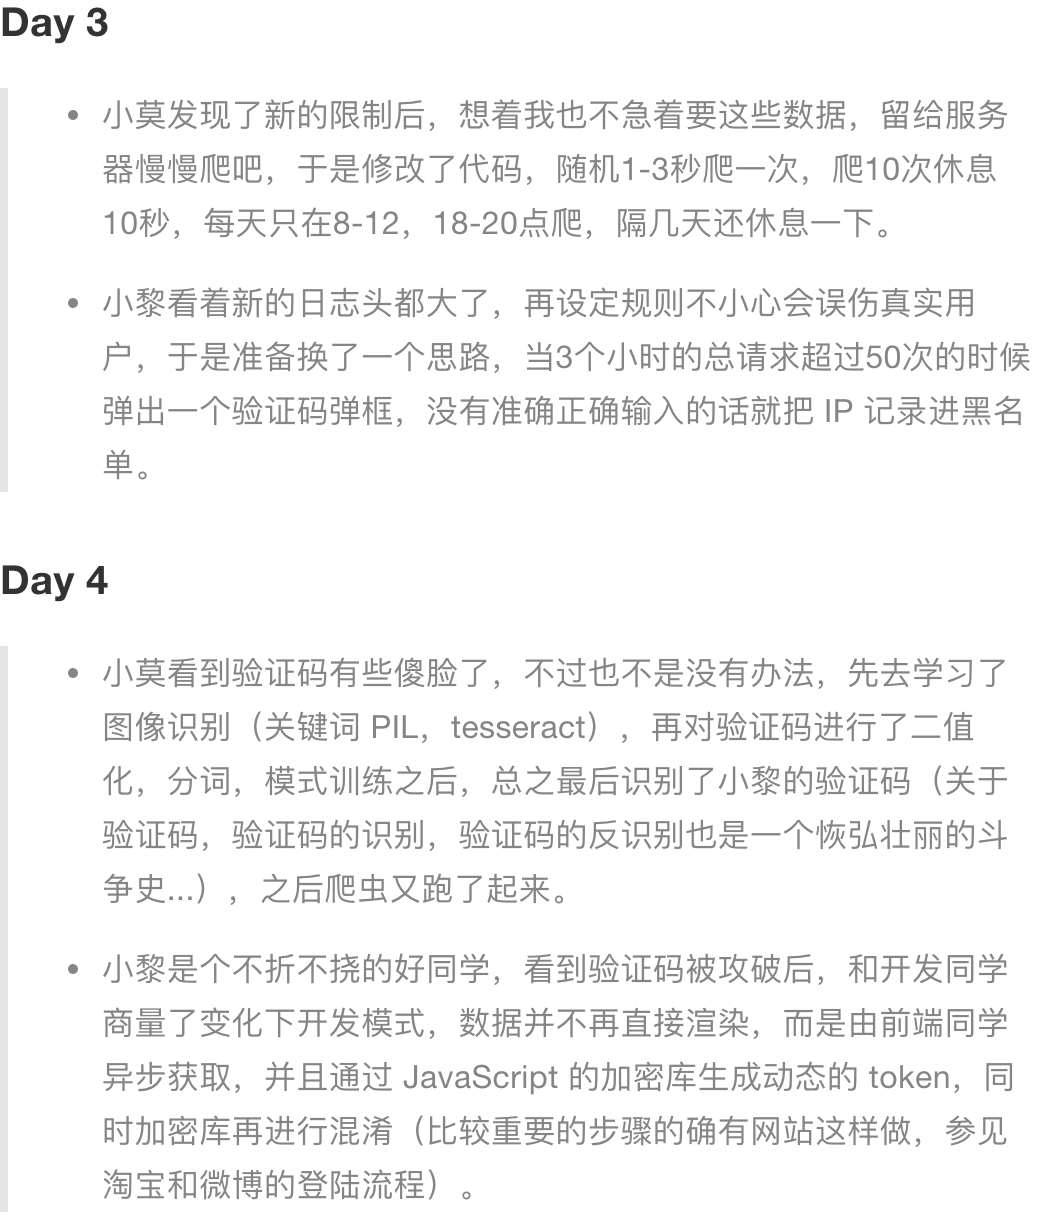 Day 3
小莫发现了新的限制后，想着我也不急着要这些数据，留给服务
器慢慢爬吧，于是修改了代码，随机1-3秒爬一次，爬10次休息
10秒，每天只在8-12，18-20点爬，隔几天还休息一下。
小黎看着新的日志头都大了，再设定规则不小心会误伤真实用
户，于是准备换了一个思路，当3个小时的总请求超过50次的时候
弹出一个验证码弹框，没有准确正确输入的话就把 IP 记录进黑名
单。
Day 4
小莫看到验证码有些傻脸了，不过也不是没有办法，先去学习了
图像识别（关键词 PIL，tesseract），再对验证码进行了二值
化，分词，模式训练之后，总之最后识别了小黎的验证码（关于
验证码，验证码的识别，验证码的反识别也是一个恢弘壮丽的斗
争史...），之后爬虫又跑了起来。
小黎是个不折不挠的好同学，看到验证码被攻破后，和开发同学
商量了变化下开发模式，数据并不再直接渲染，而是由前端同学
异步获取，并且通过 JavaScript 的加密库生成动态的 token，同
时加密库再进行混淆（比较重要的步骤的确有网站这样做，参见
淘宝和微博的登陆流程）。